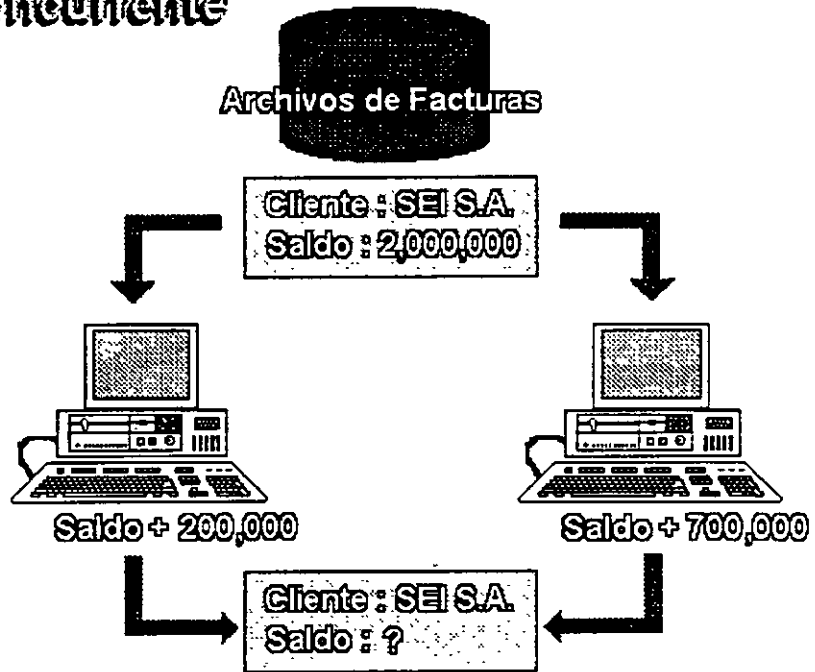 Archivos de Facturas
Cliente : SEI S.A.
Saldo : 2,000,000
Saldo + 200,000
Saldo + 700,000
Cliente : SEI S.A.
Saldo : ?